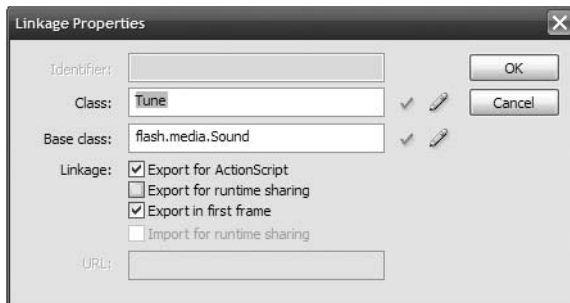 Linkage Properties
Identifier:
OK
Class: Tune
Cancel
Base class: flash.media.Sound
Linkage: Export for ActionScript
Export for runtime sharing
Export in first frame
Import for runtime sharing
URL: